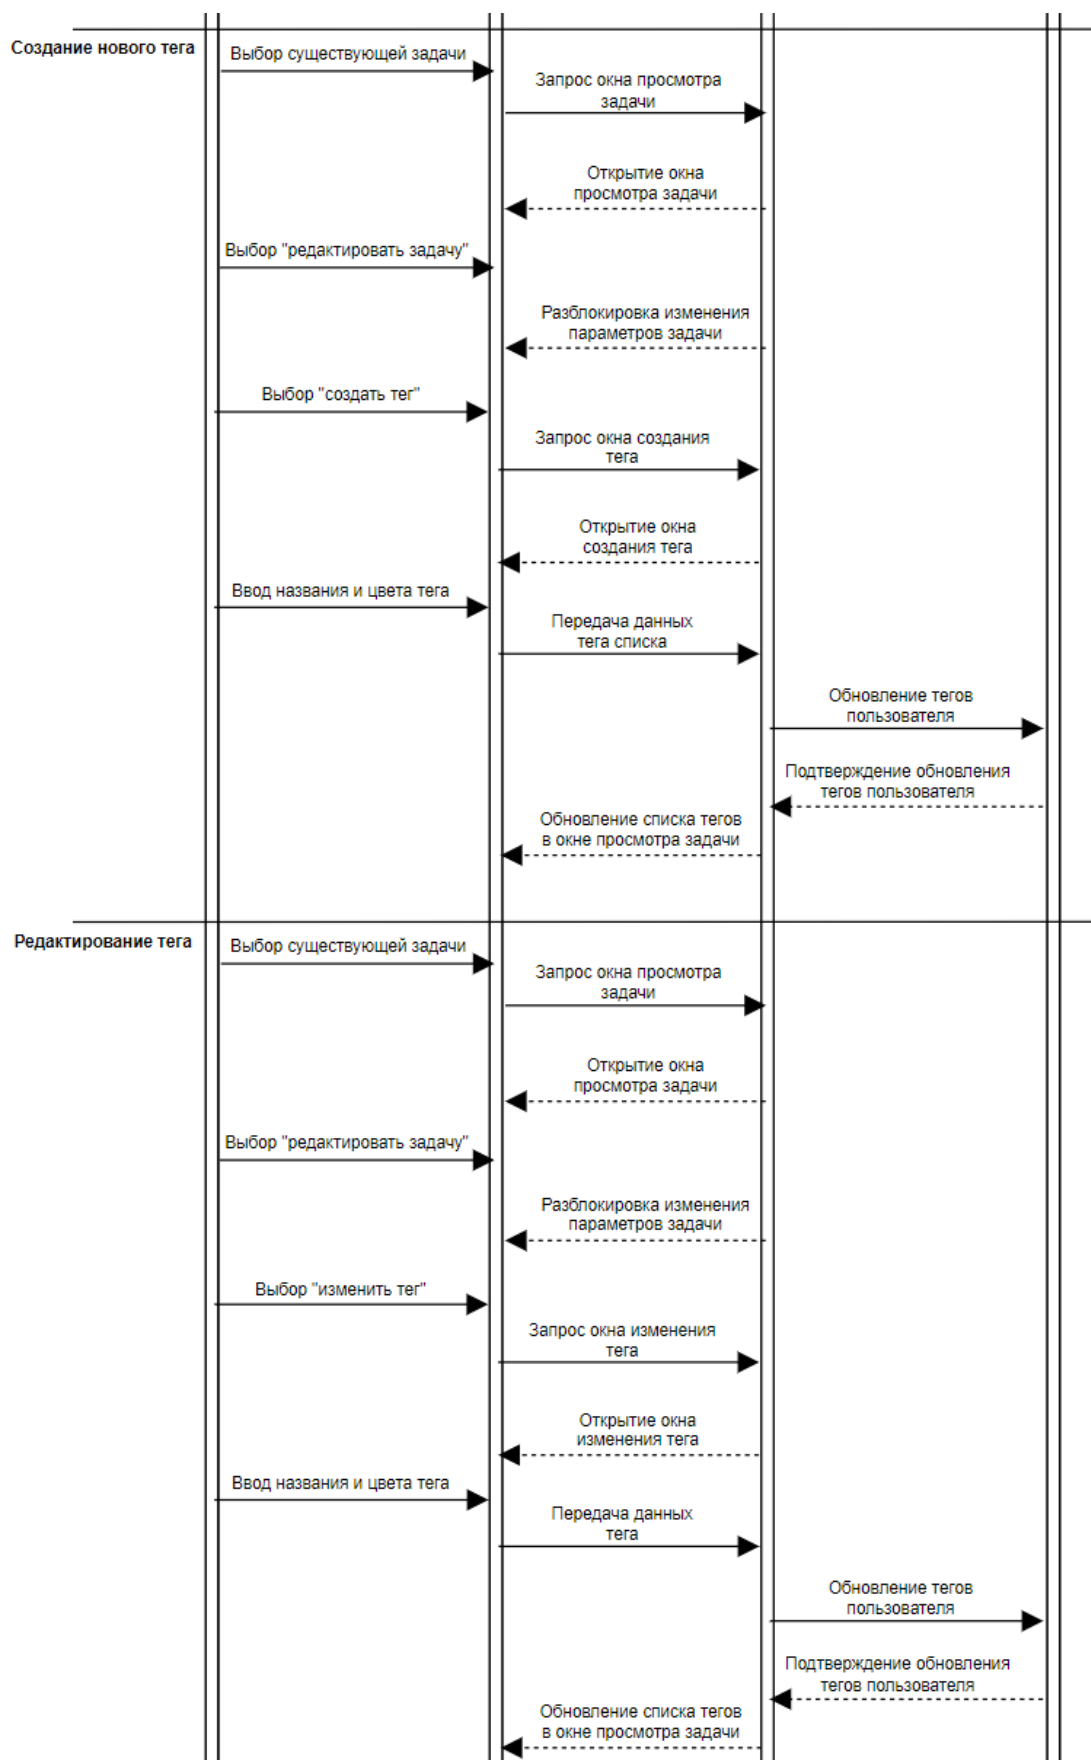 Создание нового тега
Выбор существующей задачи
Запрос окна просмотра
задачи
Открытие окна
просмотра задачи
Выбор "редактировать задачу"
Разблокировка изменения
параметров задачи
Выбор "создать тег"
Запрос окна создания
тега
Открытие окна
создания тега
Ввод названия и цвета тега
Передача данных
тега списка
Обновление тегов
пользователя
Подтверждение обновления
тегов пользователя
Обновление списка тегов
в окне просмотра задачи
Редактирование тега
Выбор существующей задачи
Запрос окна просмотра
задачи
Открытие окна
просмотра задачи
Выбор "редактировать задачу"
Разблокировка изменения
параметров задачи
Выбор "изменить тег"
Запрос окна изменения
тега
Открытие окна
изменения тега
Ввод названия и цвета тега
Передача данных
тега
Обновление тегов
пользователя
Подтверждение обновления
тегов пользователя
Обновление списка тегов
в окне просмотра задачи